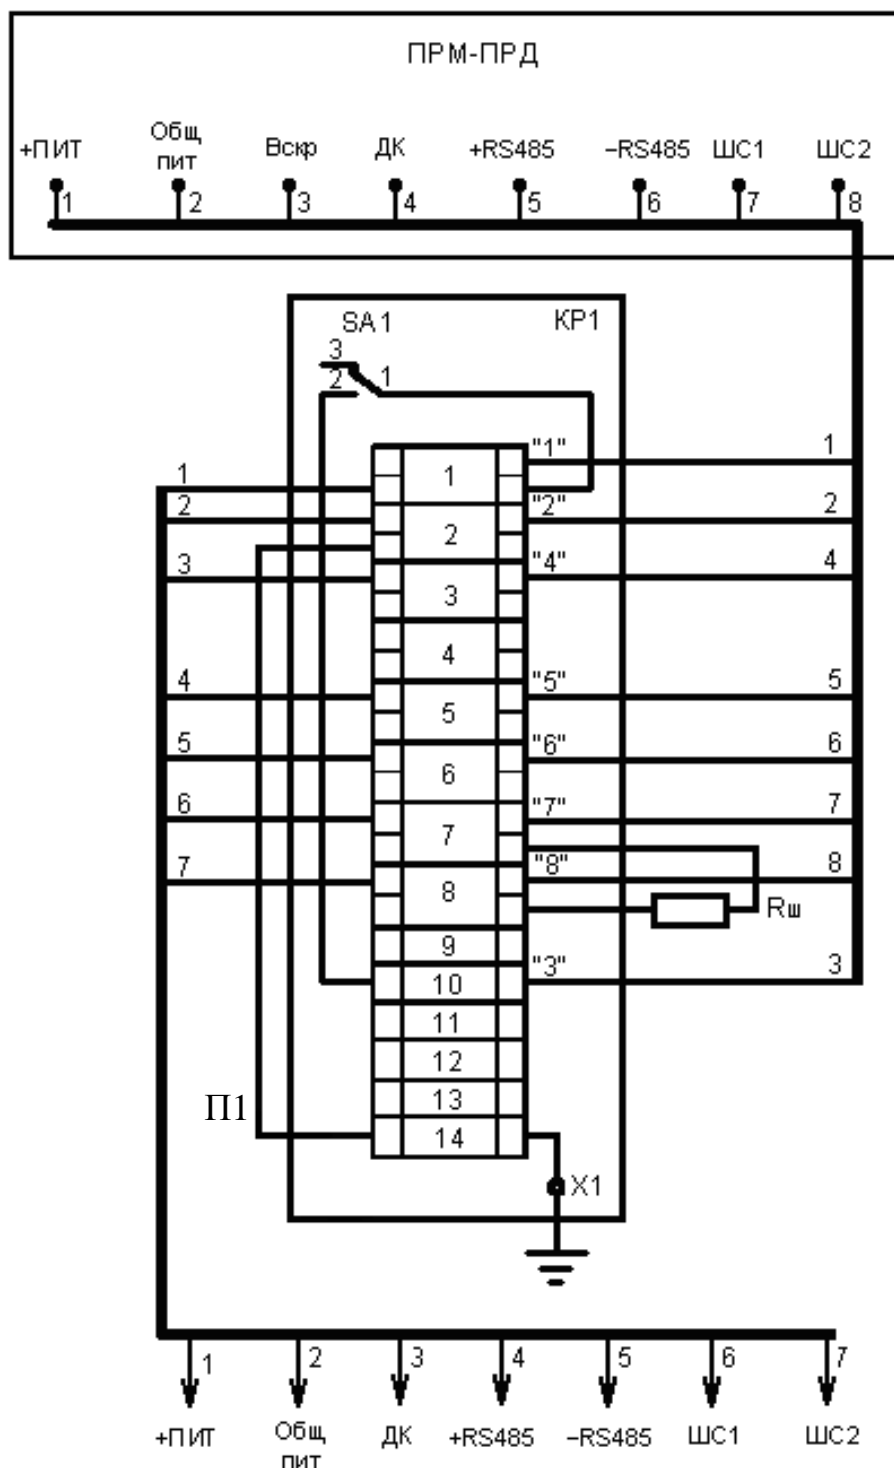 ПРМ-ПРД
+ПИТ
Общ
пит
Вскр
ДК
+RS485
–RS485
ШС1
ШС2
1
2
3
4
5
6
7
8
SA1
КР1
3
2
1
"1"
1
1
1
2
"2"
2
2
3
"4"
4
3
4
4
"5"
5
5
5
"6"
6
6
6
"7"
7
7
7
"8"
8
8
Rш
9
"3"
3
10
11
12
13
П1
14
X1
1
2
3
4
5
6
7
+ПИТ
Общ
пит
ДК
+RS485
–RS485
ШС1
ШС2